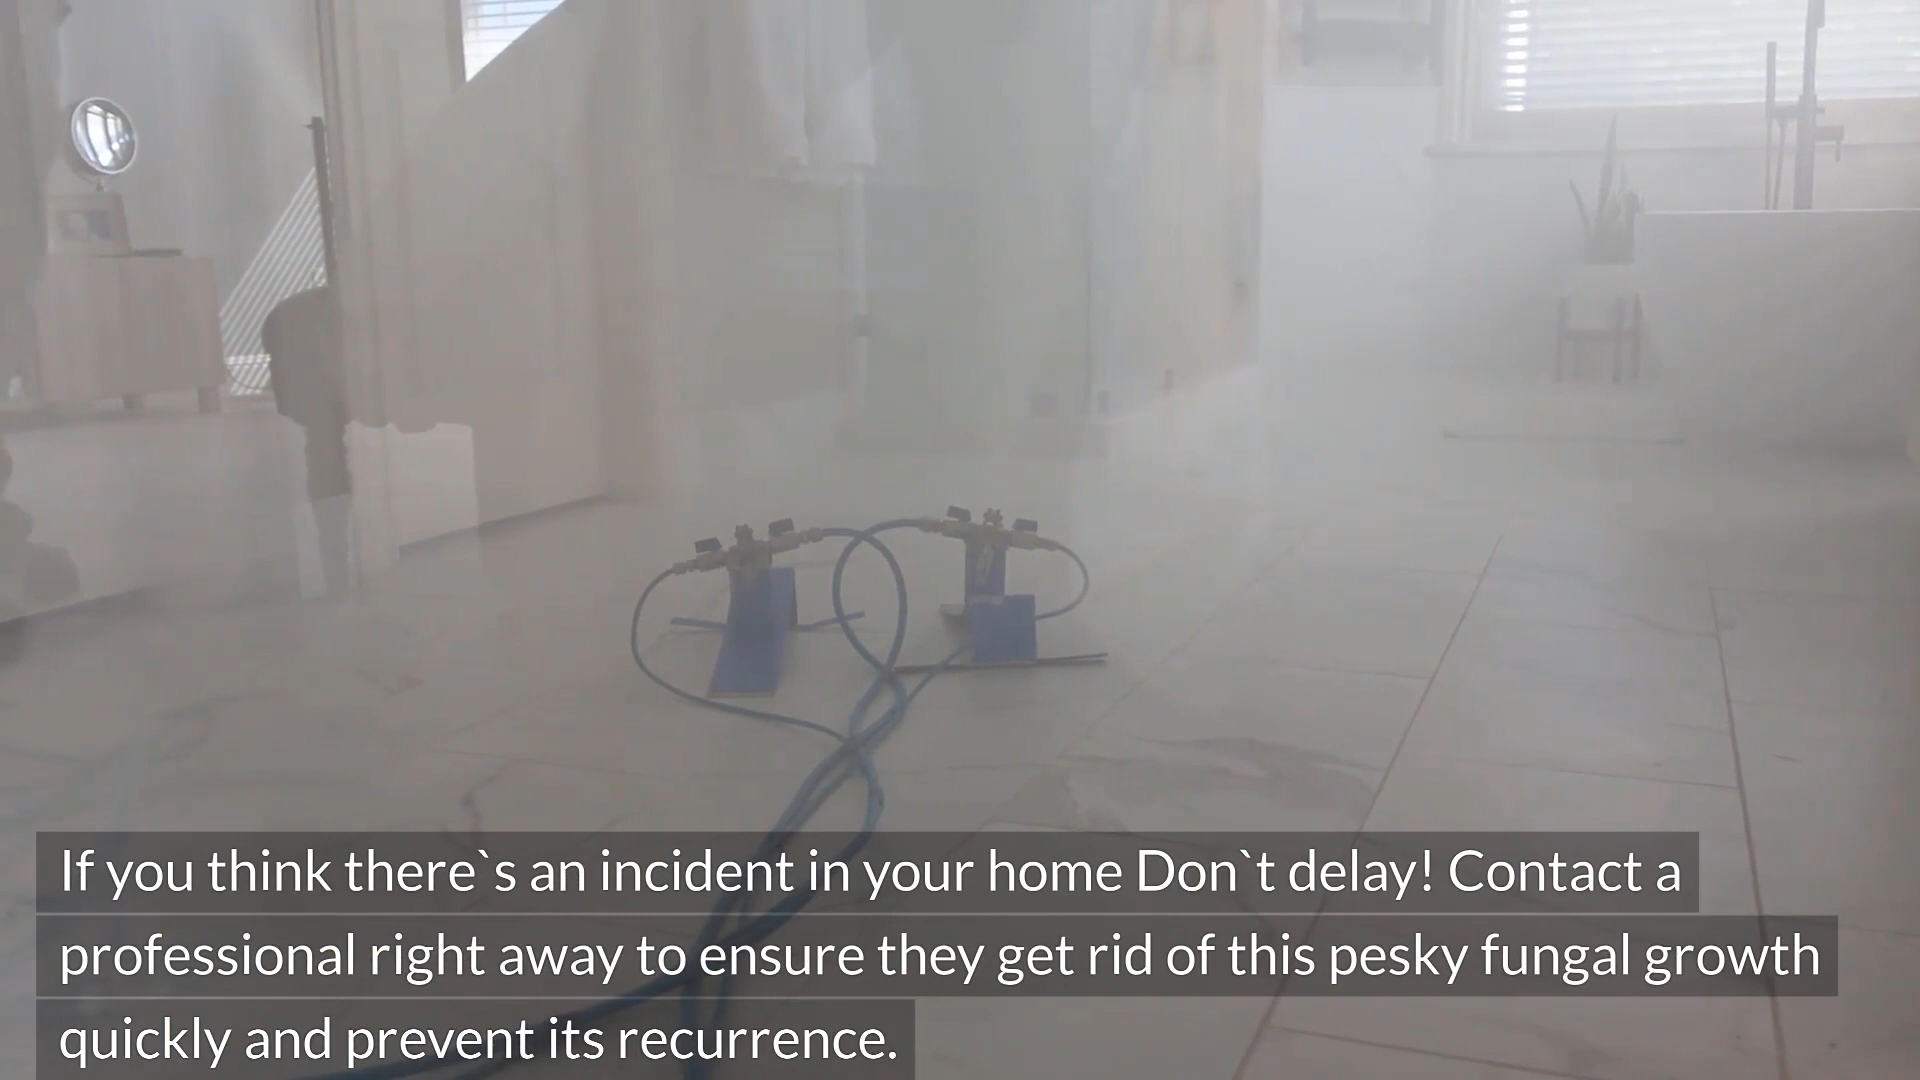 If you think there`s an incident in your home Don`t delay! Contact a
professional right away to ensure they get rid of this pesky fungal growth
quickly and prevent its recurrence.